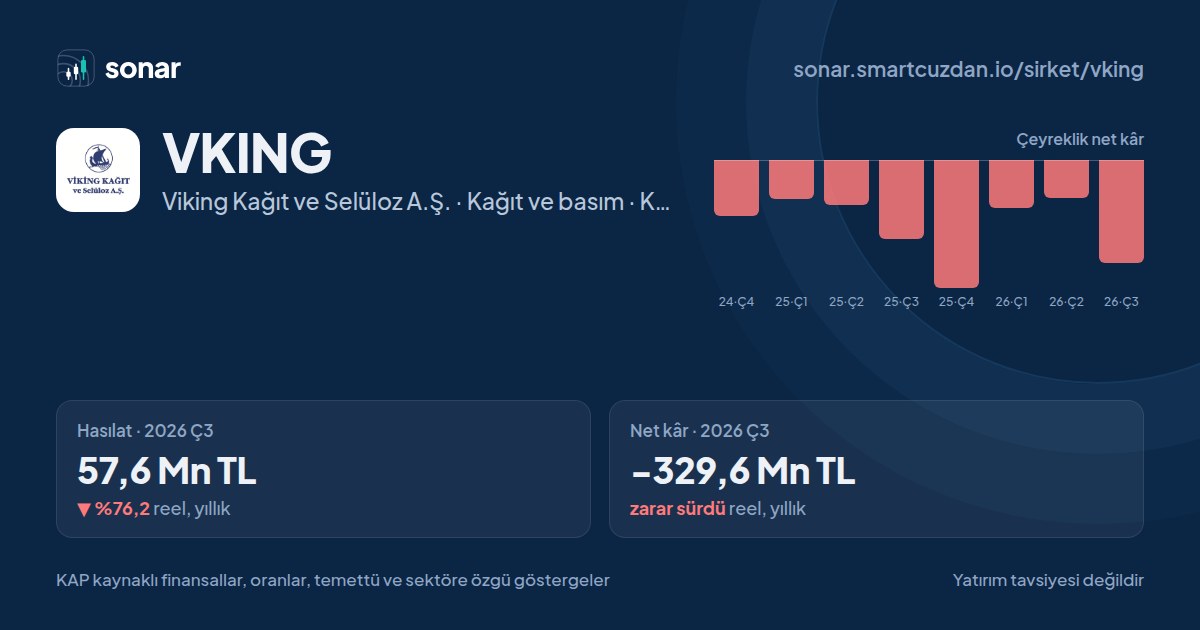 sonar
sonar.smartcuzdan.io/sirket/vking
VİKİNG KAĞIT
ve Selüloz A.Ş.
VKING
Viking Kağıt ve Selüloz A.Ş. · Kağıt ve basım · K...
Çeyreklik net kâr
24·Ç4 25·Ç1 25·Ç2 25·Ç3 25·Ç4 26·Ç1 26·Ç2 26·Ç3
Hasılat · 2026 Ç3
57,6 Mn TL
▼ %76,2 reel, yıllık
Net kâr · 2026 Ç3
−329,6 Mn TL
zarar sürdü reel, yıllık
KAP kaynaklı finansallar, oranlar, temettü ve sektöre özgü göstergeler
Yatırım tavsiyesi değildir